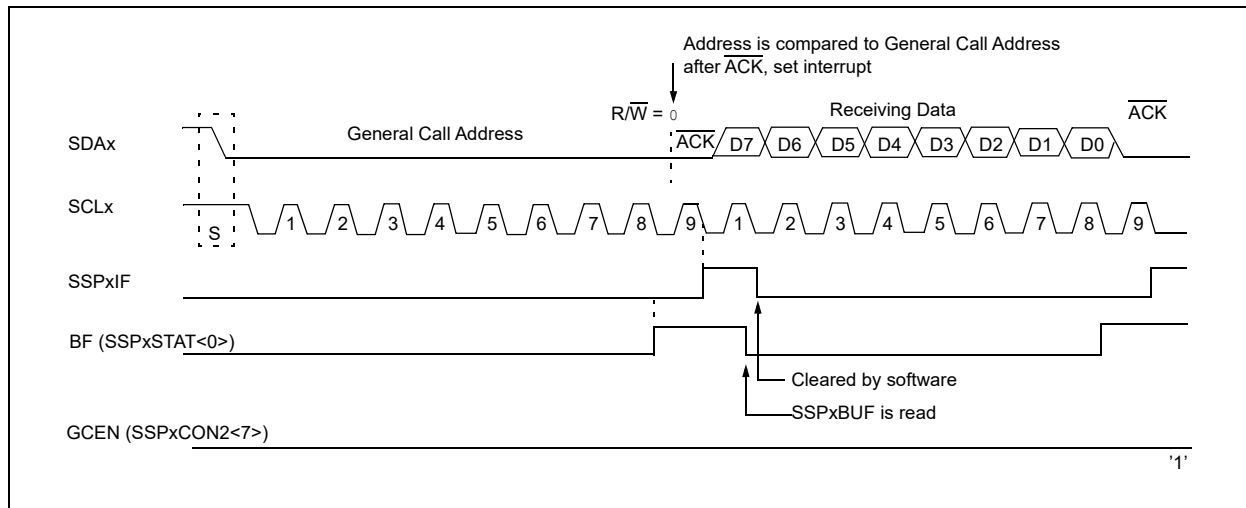 Address is compared to General Call Address
after ACK, set interrupt
R/W = 0
Receiving Data
ACK
General Call Address
SDAx
ACK
D7 D6 D5 D4 D3 D2 D1 D0
SCLx
S
1 2 3 4 5 6 7 8 9 1 2 3 4 5 6 7 8 9
SSPxIF
BF (SSPxSTAT<0>)
Cleared by software
SSPxBUF is read
GCEN (SSPxCON2<7>)
’1’